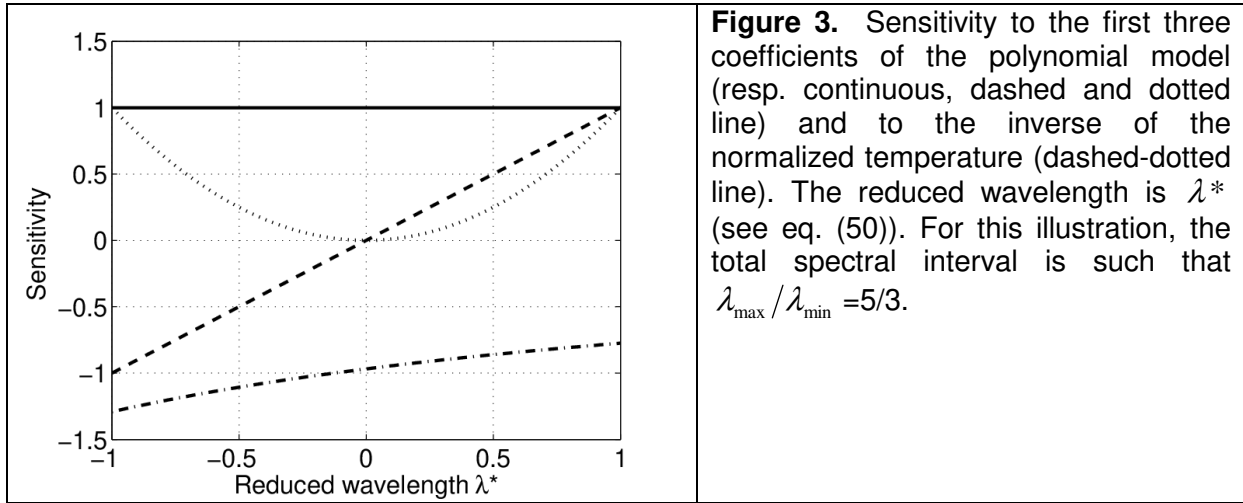 1.5
1
0.5
0
−0.5
−1
−1.5
Sensitivity
−1
−0.5
0
0.5
1
Reduced wavelength λ*
Figure 3. Sensitivity to the first three
coefficients of the polynomial model
(resp. continuous, dashed and dotted
line) and to the inverse of the
normalized temperature (dashed-dotted
line). The reduced wavelength is λ*
(see eq. (50)). For this illustration, the
total spectral interval is such that
λmax/λmin =5/3.